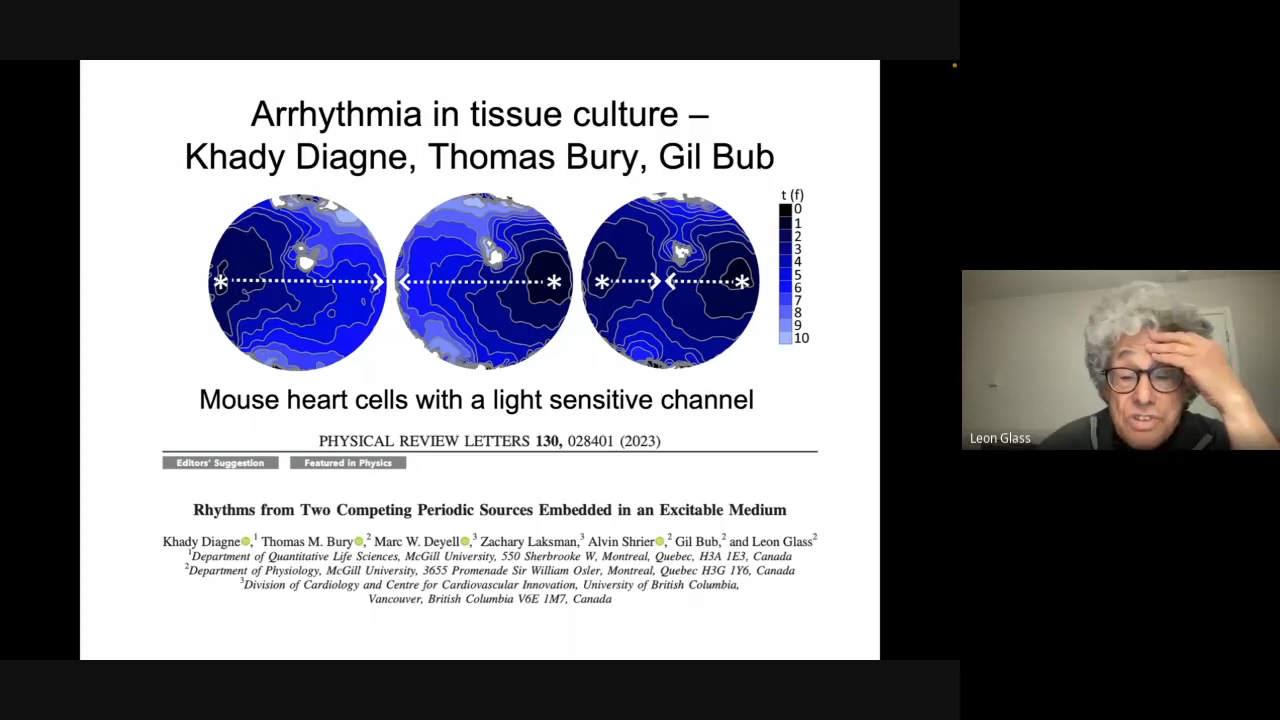 Arrhythmia in tissue culture –
Khady Diagne, Thomas Bury, Gil Bub
t (f)
0
1
2
3
4
5
6
7
8
9
10
* *
* *
Mouse heart cells with a light sensitive channel
PHYSICAL REVIEW LETTERS 130, 028401 (2023)
Editors' Suggestion Featured in Physics
Rhythms from Two Competing Periodic Sources Embedded in an Excitable Medium
Khady Diagne,1 Thomas M. Bury,2 Marc W. Deyell,3 Zachary Laksman,3 Alvin Shrier,2 Gil Bub,2 and Leon Glass2
1Department of Quantitative Life Sciences, McGill University, 550 Sherbrooke W, Montreal, Quebec, H3A 1E3, Canada
2Department of Physiology, McGill University, 3655 Promenade Sir William Osler, Montreal, Quebec H3G 1Y6, Canada
3Division of Cardiology and Centre for Cardiovascular Innovation, University of British Columbia,
Vancouver, British Columbia V6E 1M7, Canada
Leon Glass